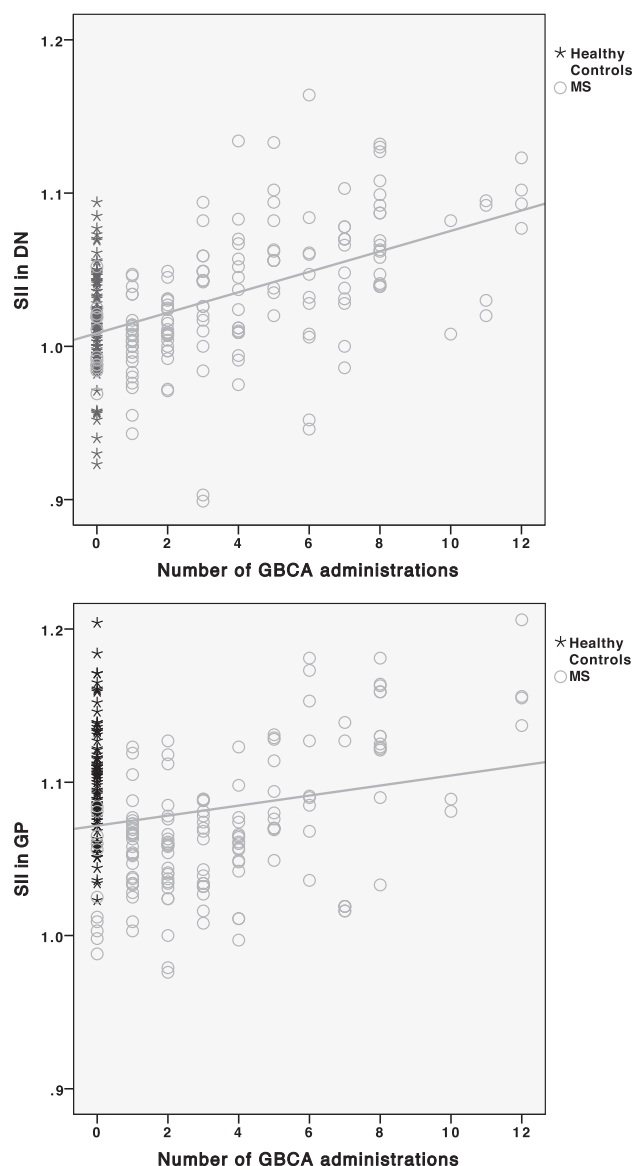 1.2
1.1
1.0
.9
SII in DN
0 2 4 6 8 10 12
Number of GBCA administrations
Healthy
Controls
MS
1.2
1.1
1.0
.9
SII in GP
0 2 4 6 8 10 12
Number of GBCA administrations
Healthy
Controls
MS